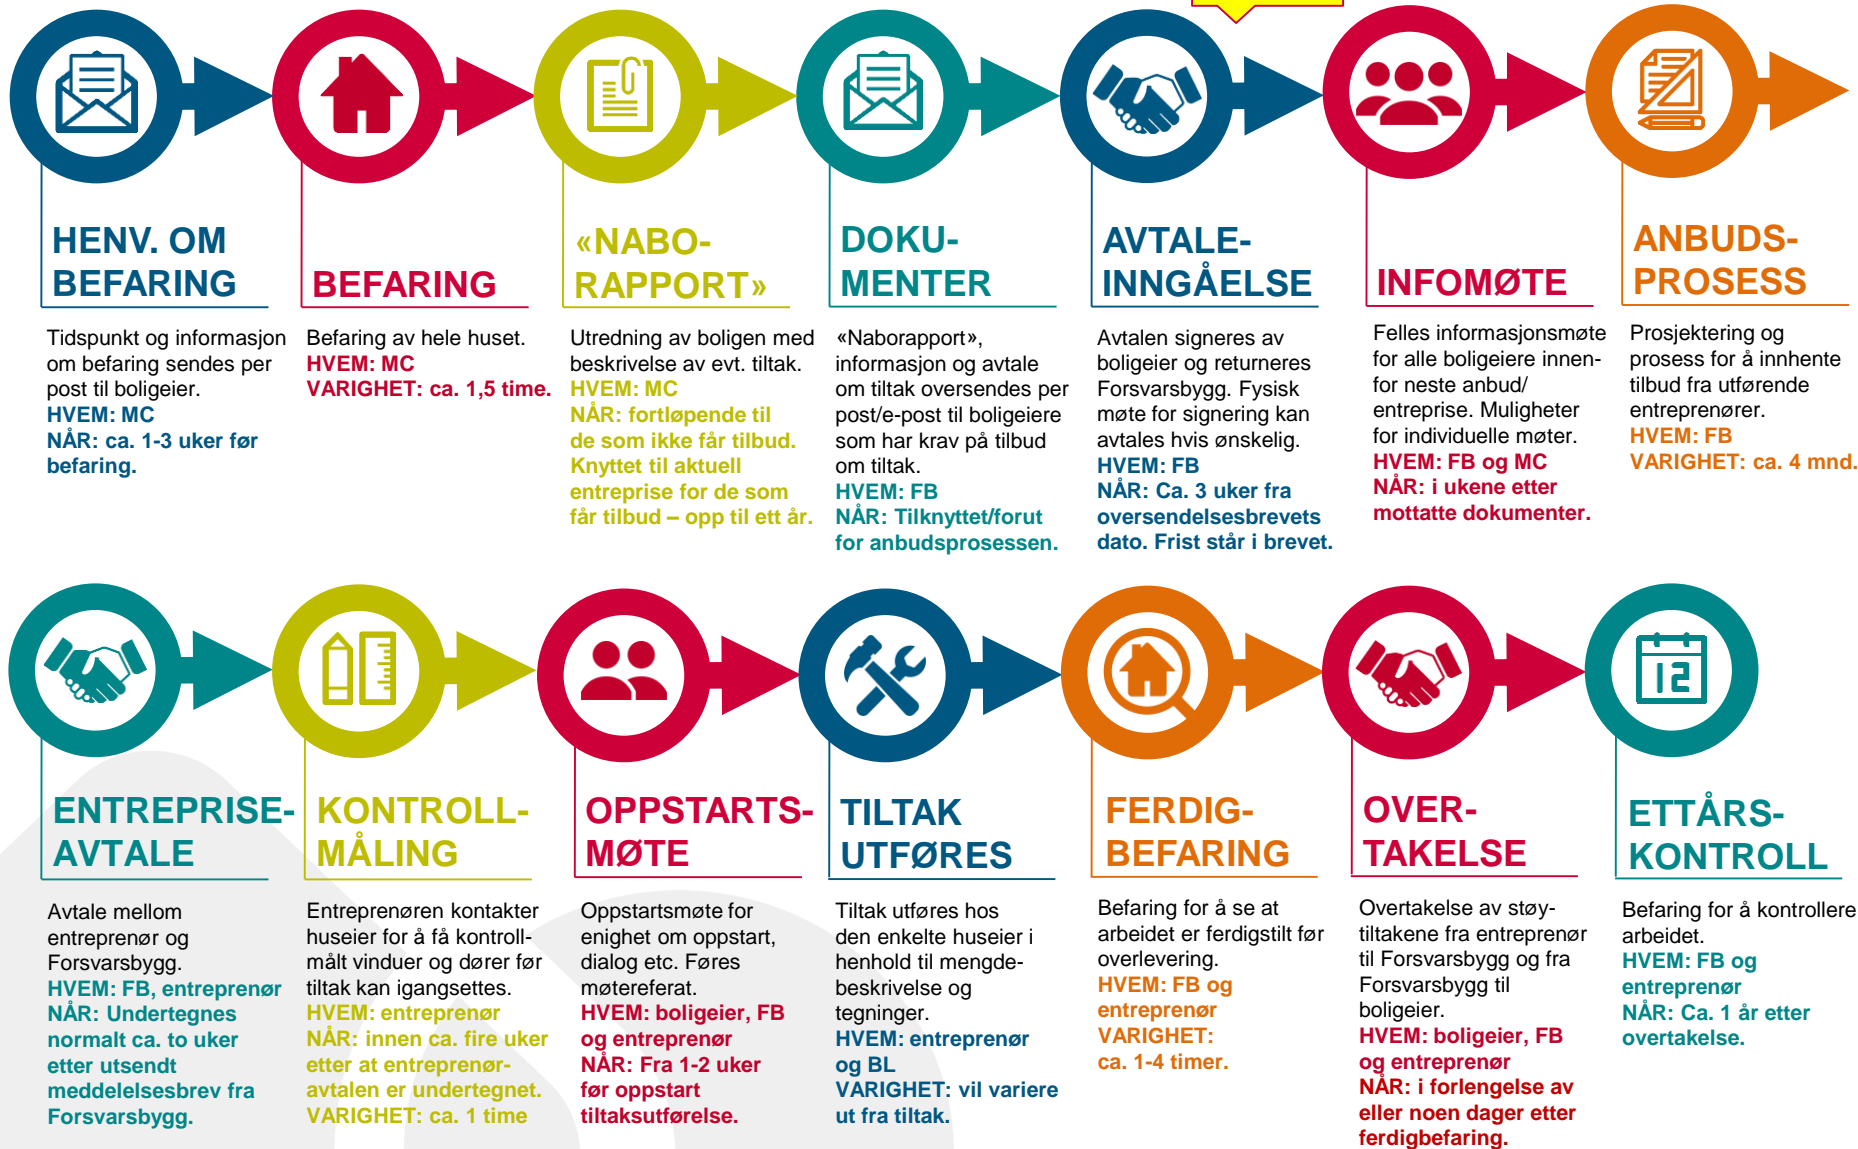 HENV. OM
BEFARING
Tidspunkt og informasjon
om befaring sendes per
post til boligeier.
HVEM: MC
NÅR: ca. 1-3 uker før
befaring.
BEFARING
Befaring av hele huset.
HVEM: MC
VARIGHET: ca. 1,5 time.
«NABO-
RAPPORT»
Utredning av boligen med
beskrivelse av evt. tiltak.
HVEM: MC
NÅR: fortløpende til
de som ikke får tilbud.
Knyttet til aktuell
entreprise for de som
får tilbud – opp til ett år.
DOKU-
MENTER
«Naborapport»,
informasjon og avtale
om tiltak oversendes per
post/e-post til boligeiere
som har krav på tilbud
om tiltak.
HVEM: FB
NÅR: Tilknyttet/forut
for anbudsprosessen.
AVTALE-
INNGÅELSE
Avtalen signeres av
boligeier og returneres
Forsvarsbygg. Fysisk
møte for signering kan
avtales hvis ønskelig.
HVEM: FB
NÅR: Ca. 3 uker fra
oversendelsesbrevets
dato. Frist står i brevet.
INFOMØTE
Felles informasjonsmøte
for alle boligeiere innen-
for neste anbud/
entreprise. Muligheter
for individuelle møter.
HVEM: FB og MC
NÅR: i ukene etter
mottatte dokumenter.
ANBUDS-
PROSESS
Prosjektering og
prosess for å innhente
tilbud fra utførende
entreprenører.
HVEM: FB
VARIGHET: ca. 4 mnd.
ENTREPRISE-
AVTALE
Avtale mellom
entreprenør og
Forsvarsbygg.
HVEM: FB, entreprenør
NÅR: Undertegnes
normalt ca. to uker
etter utsendt
meddelelsesbrev fra
Forsvarsbygg.
KONTROLL-
MÅLING
Entreprenøren kontakter
huseier for å få kontroll-
målt vinduer og dører før
tiltak kan igangsettes.
HVEM: entreprenør
NÅR: innen ca. fire uker
etter at entreprenør-
avtalen er undertegnet.
VARIGHET: ca. 1 time
OPPSTARTS-
MØTE
Oppstartsmøte for
enighet om oppstart,
dialog etc. Føres
møtereferat.
HVEM: boligeier, FB
og entreprenør
NÅR: Fra 1-2 uker
før oppstart
tiltaksutførelse.
TILTAK
UTFØRES
Tiltak utføres hos
den enkelte huseier i
henhold til mengde-
beskrivelse og
tegninger.
HVEM: entreprenør
og BL
VARIGHET: vil variere
ut fra tiltak.
FERDIG-
BEFARING
Befaring for å se at
arbeidet er ferdigstilt før
overlevering.
HVEM: FB og
entreprenør
VARIGHET:
ca. 1-4 timer.
OVER-
TAKELSE
Overtakelse av støy-
tiltakene fra entreprenør
til Forsvarsbygg og fra
Forsvarsbygg til
boligeier.
HVEM: boligeier, FB
og entreprenør
NÅR: i forlengelse av
eller noen dager etter
ferdigbefaring.
12
ETTÅRS-
KONTROLL
Befaring for å kontrollere
arbeidet.
HVEM: FB og
entreprenør
NÅR: Ca. 1 år etter
overtakelse.